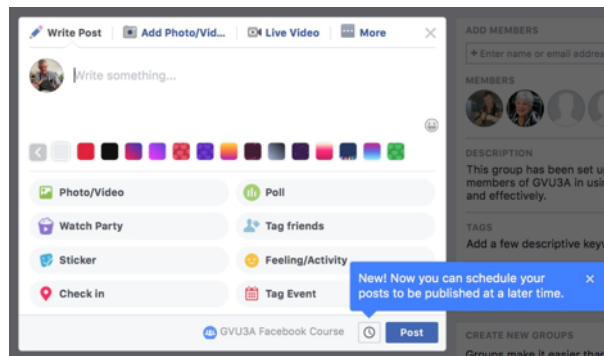 Write Post
Add Photo/Vid...
Live Video
More
Write something...
Photo/Video
Poll
Watch Party
Tag friends
Sticker
Feeling/Activity
Check in
Tag Event
New! Now you can schedule your
posts to be published at a later time.
GVU3A Facebook Course
Post
ADD MEMBERS
+ Enter name or email addres
MEMBERS
DESCRIPTION
This group has been set u
members of GVU3A in usin
and effectively.
TAGS
Add a few descriptive keyw
CREATE NEW GROUPS
Groups make it easier than